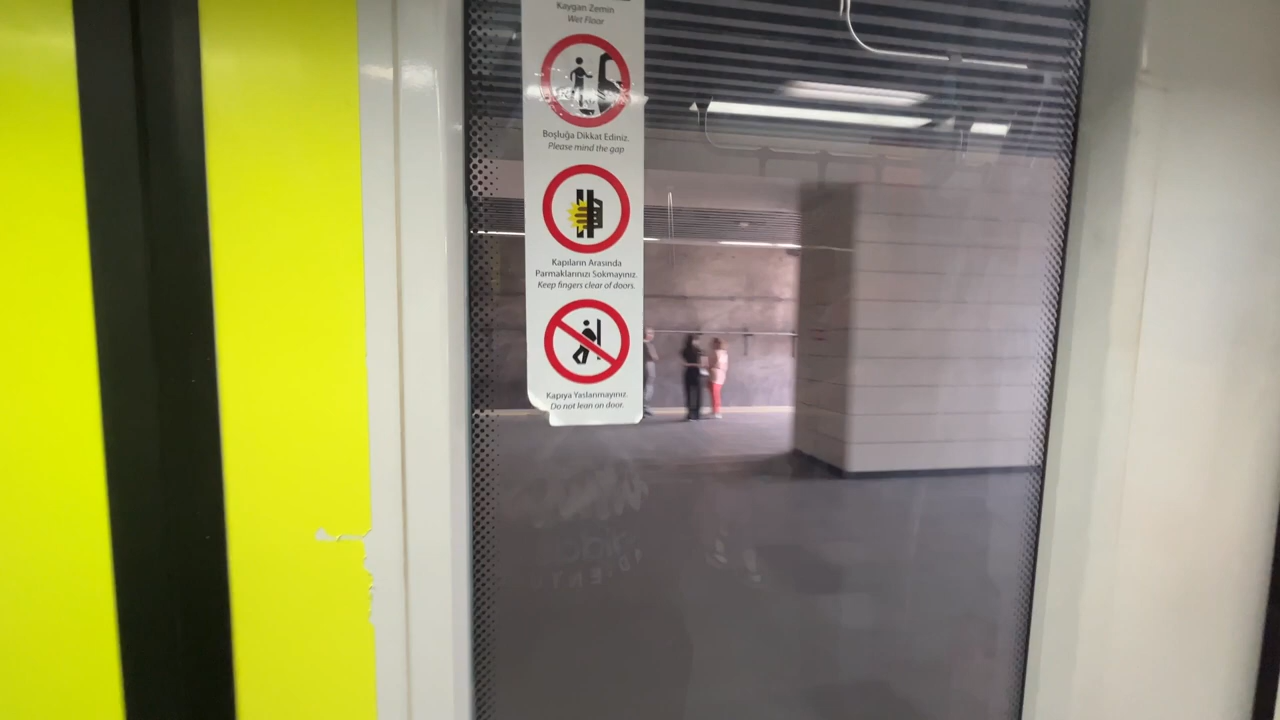 Kaygan Zemin
Wet Floor
Boşluğa Dikkat Ediniz.
Please mind the gap
Kapıların Arasında
Parmaklarınızı Sokmayınız.
Keep fingers clear of doors.
Kapıya Yaslanmayınız.
Do not lean on door.